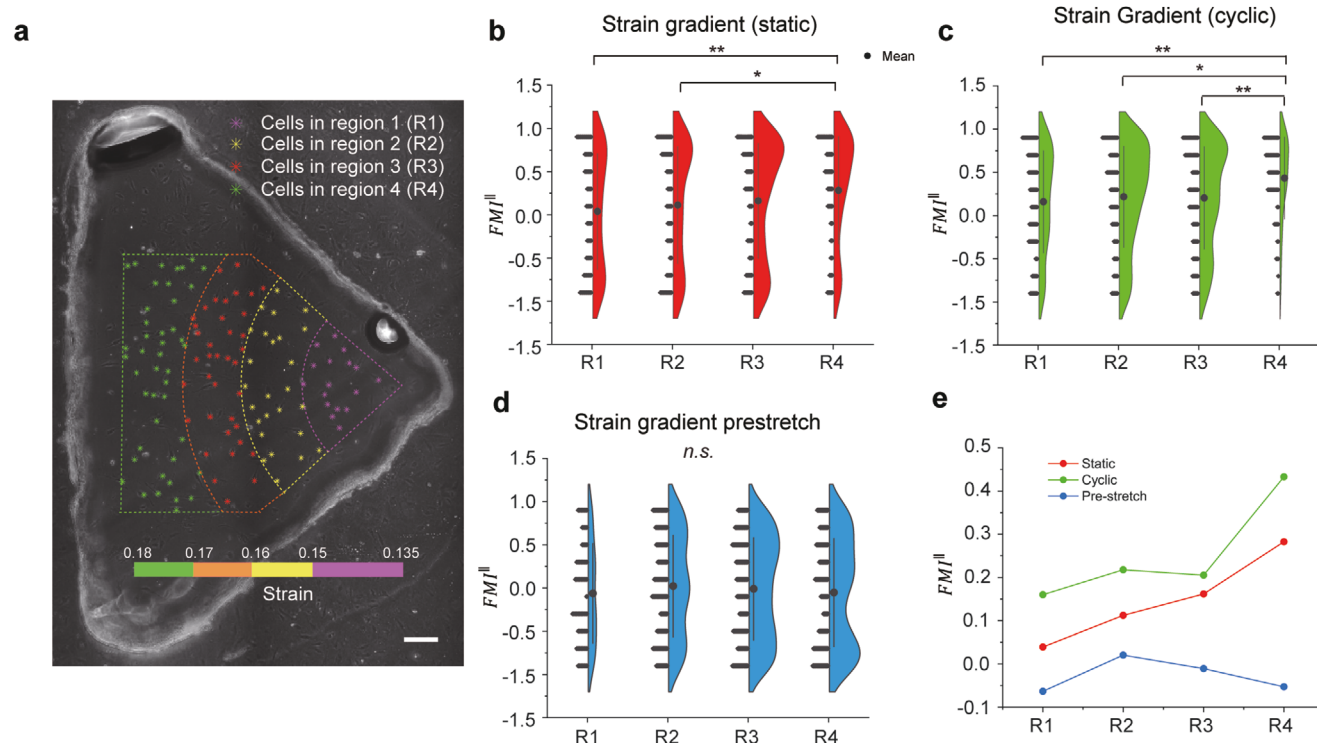 a
Cells in region 1 (R1)
Cells in region 2 (R2)
Cells in region 3 (R3)
Cells in region 4 (R4)
0.18 0.17 0.16 0.15 0.135
Strain
b
Strain gradient (static)
**
Mean
*
1.5
1.0
0.5
0.0
-0.5
-1.5
-1.5
FMI||
R1 R2 R3 R4
c
Strain Gradient (cyclic)
**
*
**
1.5
1.0
0.5
0.0
-0.5
-1.5
-1.5
FMI||
R1 R2 R3 R4
d
Strain gradient prestretch
n.s.
1.5
1.0
0.5
0.0
-0.5
-1.5
-1.5
FMI||
R1 R2 R3 R4
e
Static
Cyclic
Pre-stretch
0.5
0.4
0.3
0.2
0.1
0.0
-0.1
FMI||
R1 R2 R3 R4